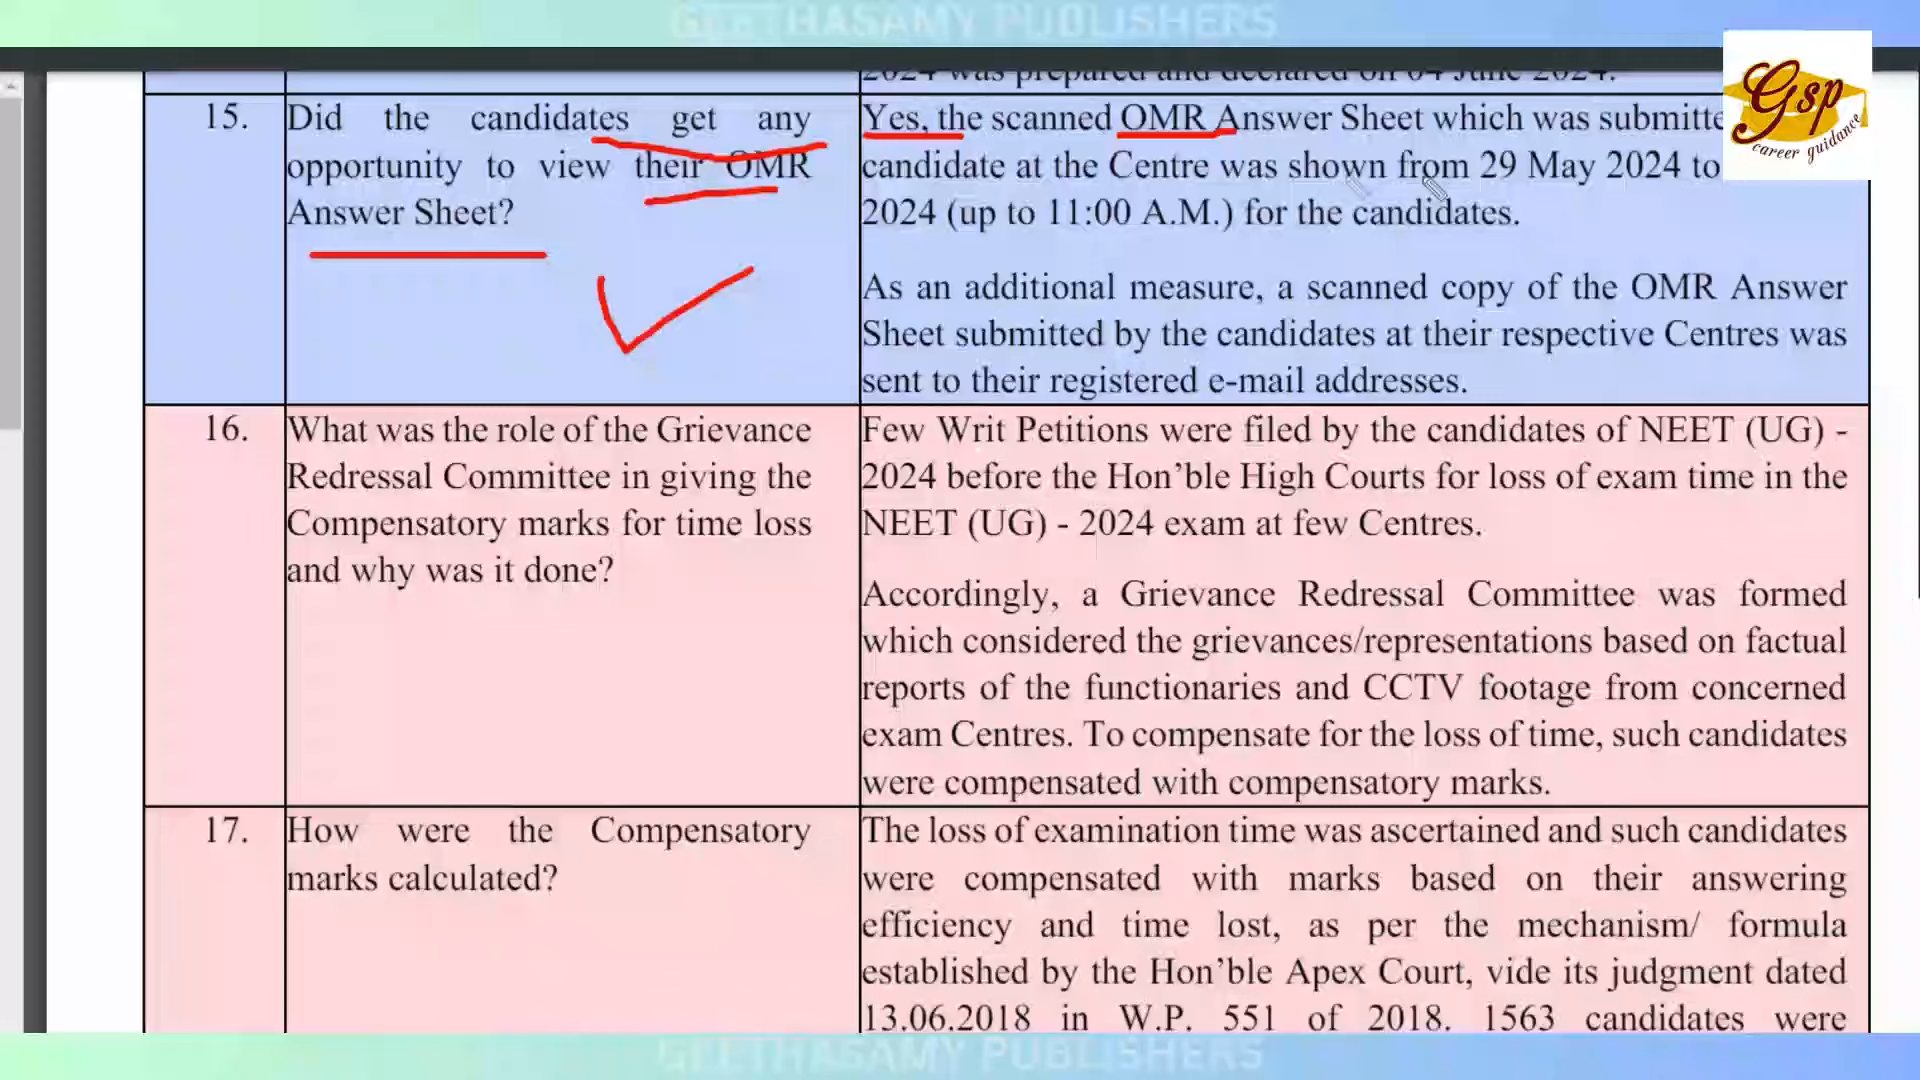 GEETHASAMY PUBLISHERS
2024 was prepared and declared on 04 June 2024.
15. Did the candidates get any
opportunity to view their OMR
Answer Sheet?
Yes, the scanned OMR Answer Sheet which was submitte
candidate at the Centre was shown from 29 May 2024 to
2024 (up to 11:00 A.M.) for the candidates.
As an additional measure, a scanned copy of the OMR Answer
Sheet submitted by the candidates at their respective Centres was
sent to their registered e-mail addresses.
16. What was the role of the Grievance
Redressal Committee in giving the
Compensatory marks for time loss
and why was it done?
Few Writ Petitions were filed by the candidates of NEET (UG) -
2024 before the Hon’ble High Courts for loss of exam time in the
NEET (UG) - 2024 exam at few Centres.
Accordingly, a Grievance Redressal Committee was formed
which considered the grievances/representations based on factual
reports of the functionaries and CCTV footage from concerned
exam Centres. To compensate for the loss of time, such candidates
were compensated with compensatory marks.
17. How were the Compensatory
marks calculated?
The loss of examination time was ascertained and such candidates
were compensated with marks based on their answering
efficiency and time lost, as per the mechanism/ formula
established by the Hon’ble Apex Court, vide its judgment dated
13.06.2018 in W.P. 551 of 2018. 1563 candidates were
Gsp
career guidance
GEETHASAMY PUBLISHERS